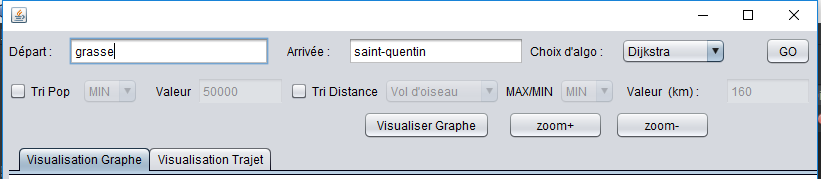 Départ : grasse Arrivée : saint-quentin Choix d'algo : Dijkstra GO
Tri Pop MIN Valeur 50000 Tri Distance Vol d'oiseau MAX/MIN MIN Valeur (km) : 160
Visualiser Graphe zoom+ zoom-
Visualisation Graphe Visualisation Trajet